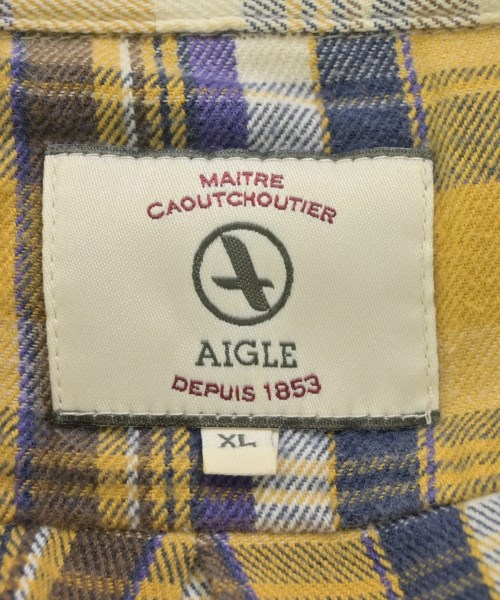 MAITRE
CAOUTCHOUTIER
AIGLE
DEPUIS 1853
XL